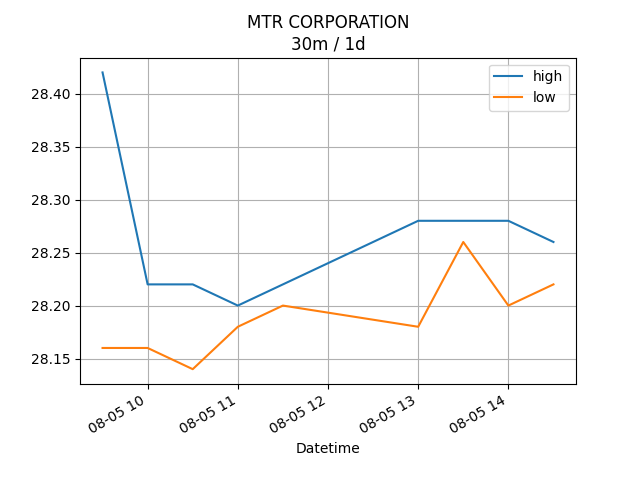 MTR CORPORATION
30m / 1d
high
low
28.40
28.35
28.30
28.25
28.20
28.15
08-05 10
08-05 11
08-05 12
08-05 13
08-05 14
Datetime